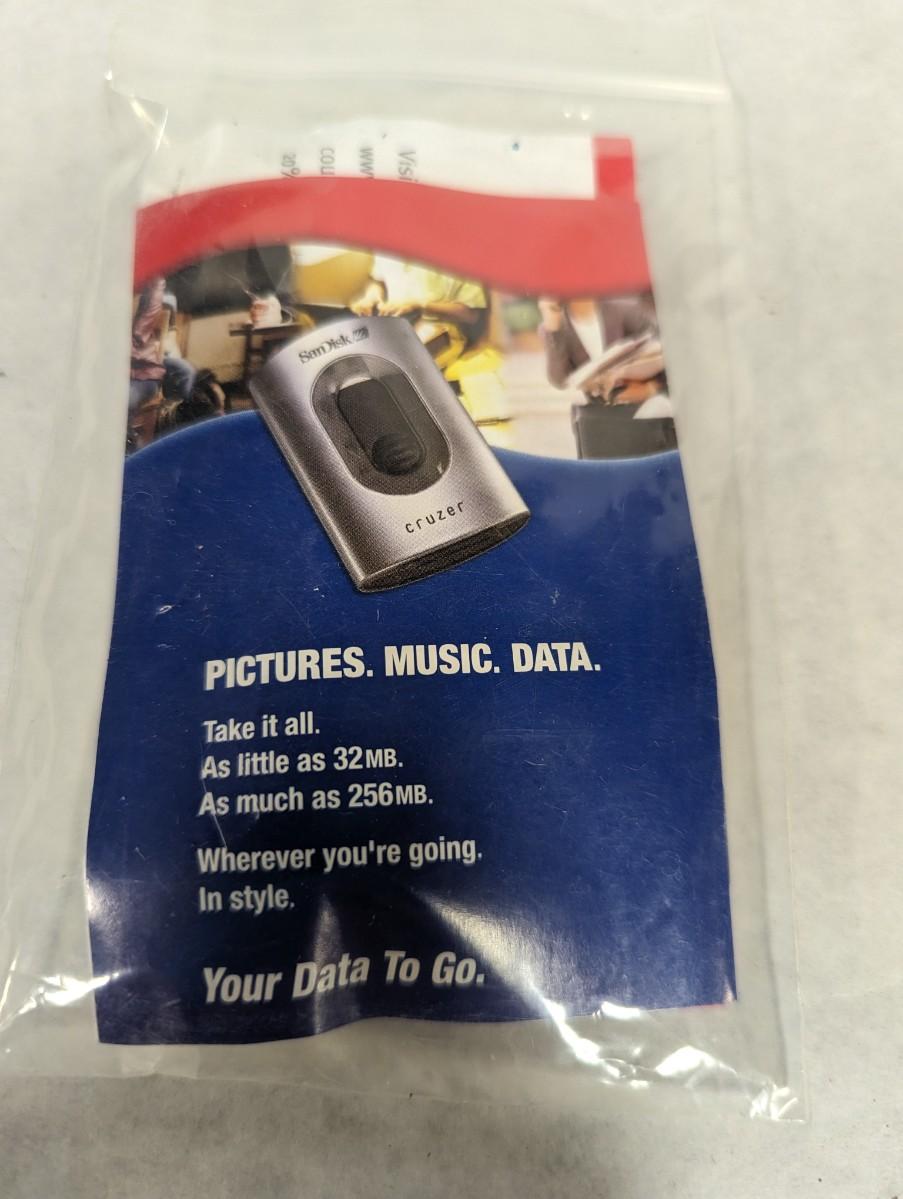 SanDisk
cruzer
PICTURES. MUSIC. DATA.
Take it all.
As little as 32MB.
As much as 256MB.
Wherever you're going.
In style.
Your Data To Go.